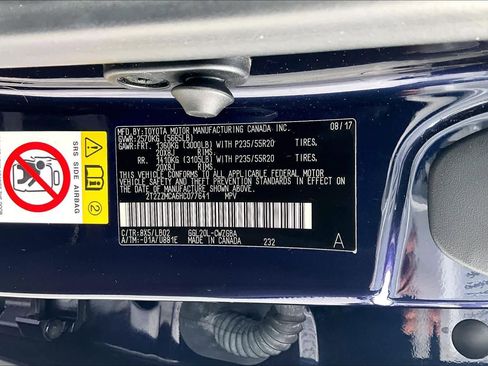 MFD.BY:TOYOTA MOTOR MANUFACTURING CANADA INC. 08/17
GVWR:2570KG (5665LB)
GAWR:FRT. 1360KG (3000LB) WITH P235/55R20 TIRES,
20X8J RIMS,
RR. 1410KG (3105LB) WITH P235/55R20 TIRES,
20X8J RIMS,
THIS VEHICLE CONFORMS TO ALL APPLICABLE FEDERAL MOTOR
VEHICLE SAFETY AND BUMPER STANDARDS IN EFFECT ON
THE DATE OF MANUFACTURE SHOWN ABOVE.
2T2ZZMCA6HC077641 MPV
C/TR:8X5/LB02 GGL20L-CWZGBA
A/TM:-01A/U881E MADE IN CANADA 232 A
SRS SIDE AIRBAG